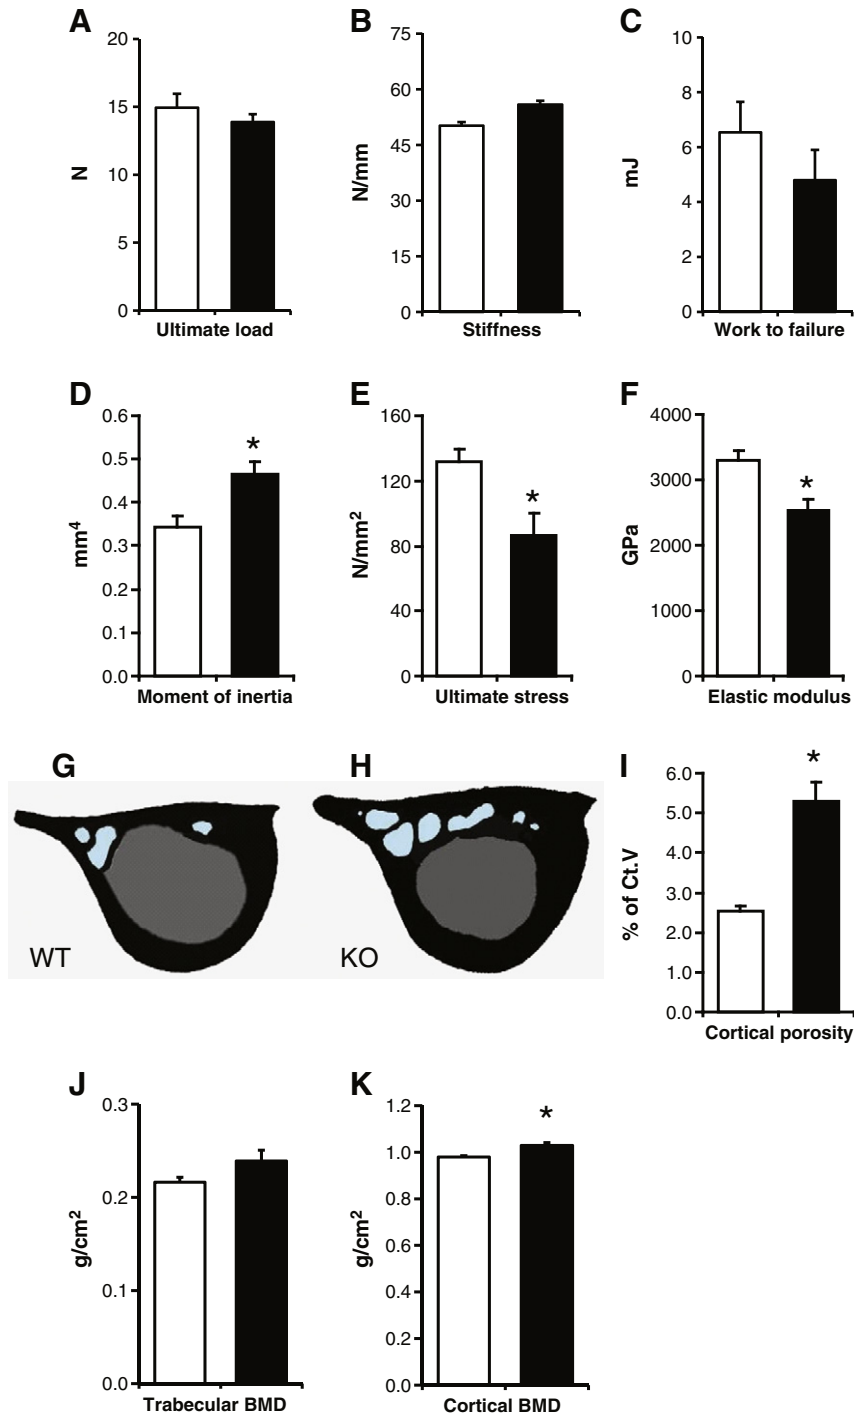 A
20
15
10
5
0
N
Ultimate load
B
75
60
45
30
15
0
N/mm
Stiffness
C
10
8
6
4
2
0
mJ
Work to failure
D
0.6
0.5
0.4
0.3
0.2
0.1
0.0
mm4
*
Moment of inertia
E
160
120
80
40
0
N/mm2
*
Ultimate stress
F
4000
3000
2000
1000
0
GPa
*
Elastic modulus
G
WT
H
KO
I
6.0
5.0
4.0
3.0
2.0
1.0
0.0
% of Ct.V
*
Cortical porosity
J
0.3
0.2
0.1
0.0
g/cm2
Trabecular BMD
K
1.2
1.0
0.8
0.6
0.4
0.2
0.0
g/cm2
*
Cortical BMD